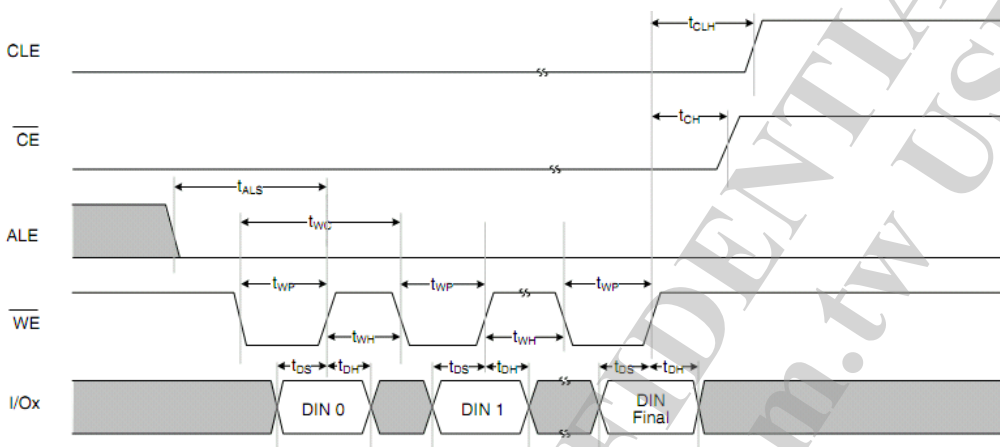 CLE
tCLH
CE
tCH
tALS
ALE
tWC
WE
tWP
tWP
tWP
tWH
tWH
I/Ox
tDS
tDH
tDS
tDH
tDS
tDH
DIN 0
DIN 1
DIN
Final